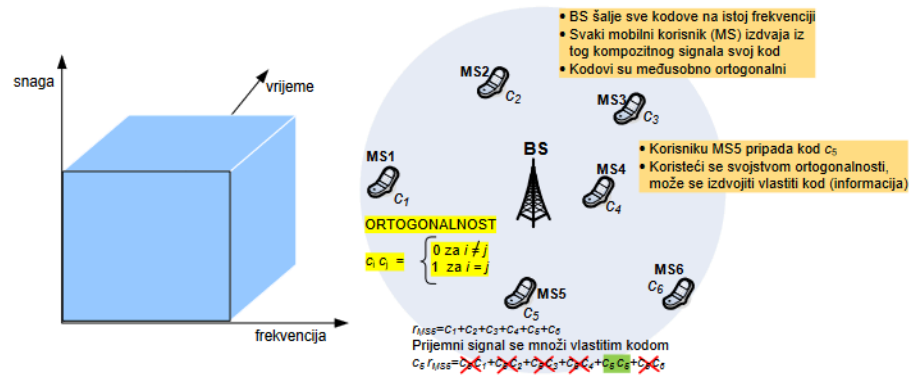 snaga
vrijeme
frekvencija
• BS šalje sve kodove na istoj frekvenciji
• Svaki mobilni korisnik (MS) izdvaja iz
tog kompozitnog signala svoj kod
• Kodovi su međusobno ortogonalni
MS2
c2
MS3
c3
BS
• Korisniku MS5 pripada kod c5
• Koristeći se svojstvom ortogonalnosti,
može se izdvojiti vlastiti kod (informacija)
MS1
c1
MS4
c4
ORTOGONALNOST
ci cj = { 0 za i ≠ j
1 za i = j
MS5
c5
MS6
c6
rMS5=c1+c2+c3+c4+c5+c6
Prijemni signal se množi vlastitim kodom
c5 rMS5=c5c1+c5c2+c5c3+c5c4+c5c5+c5c6